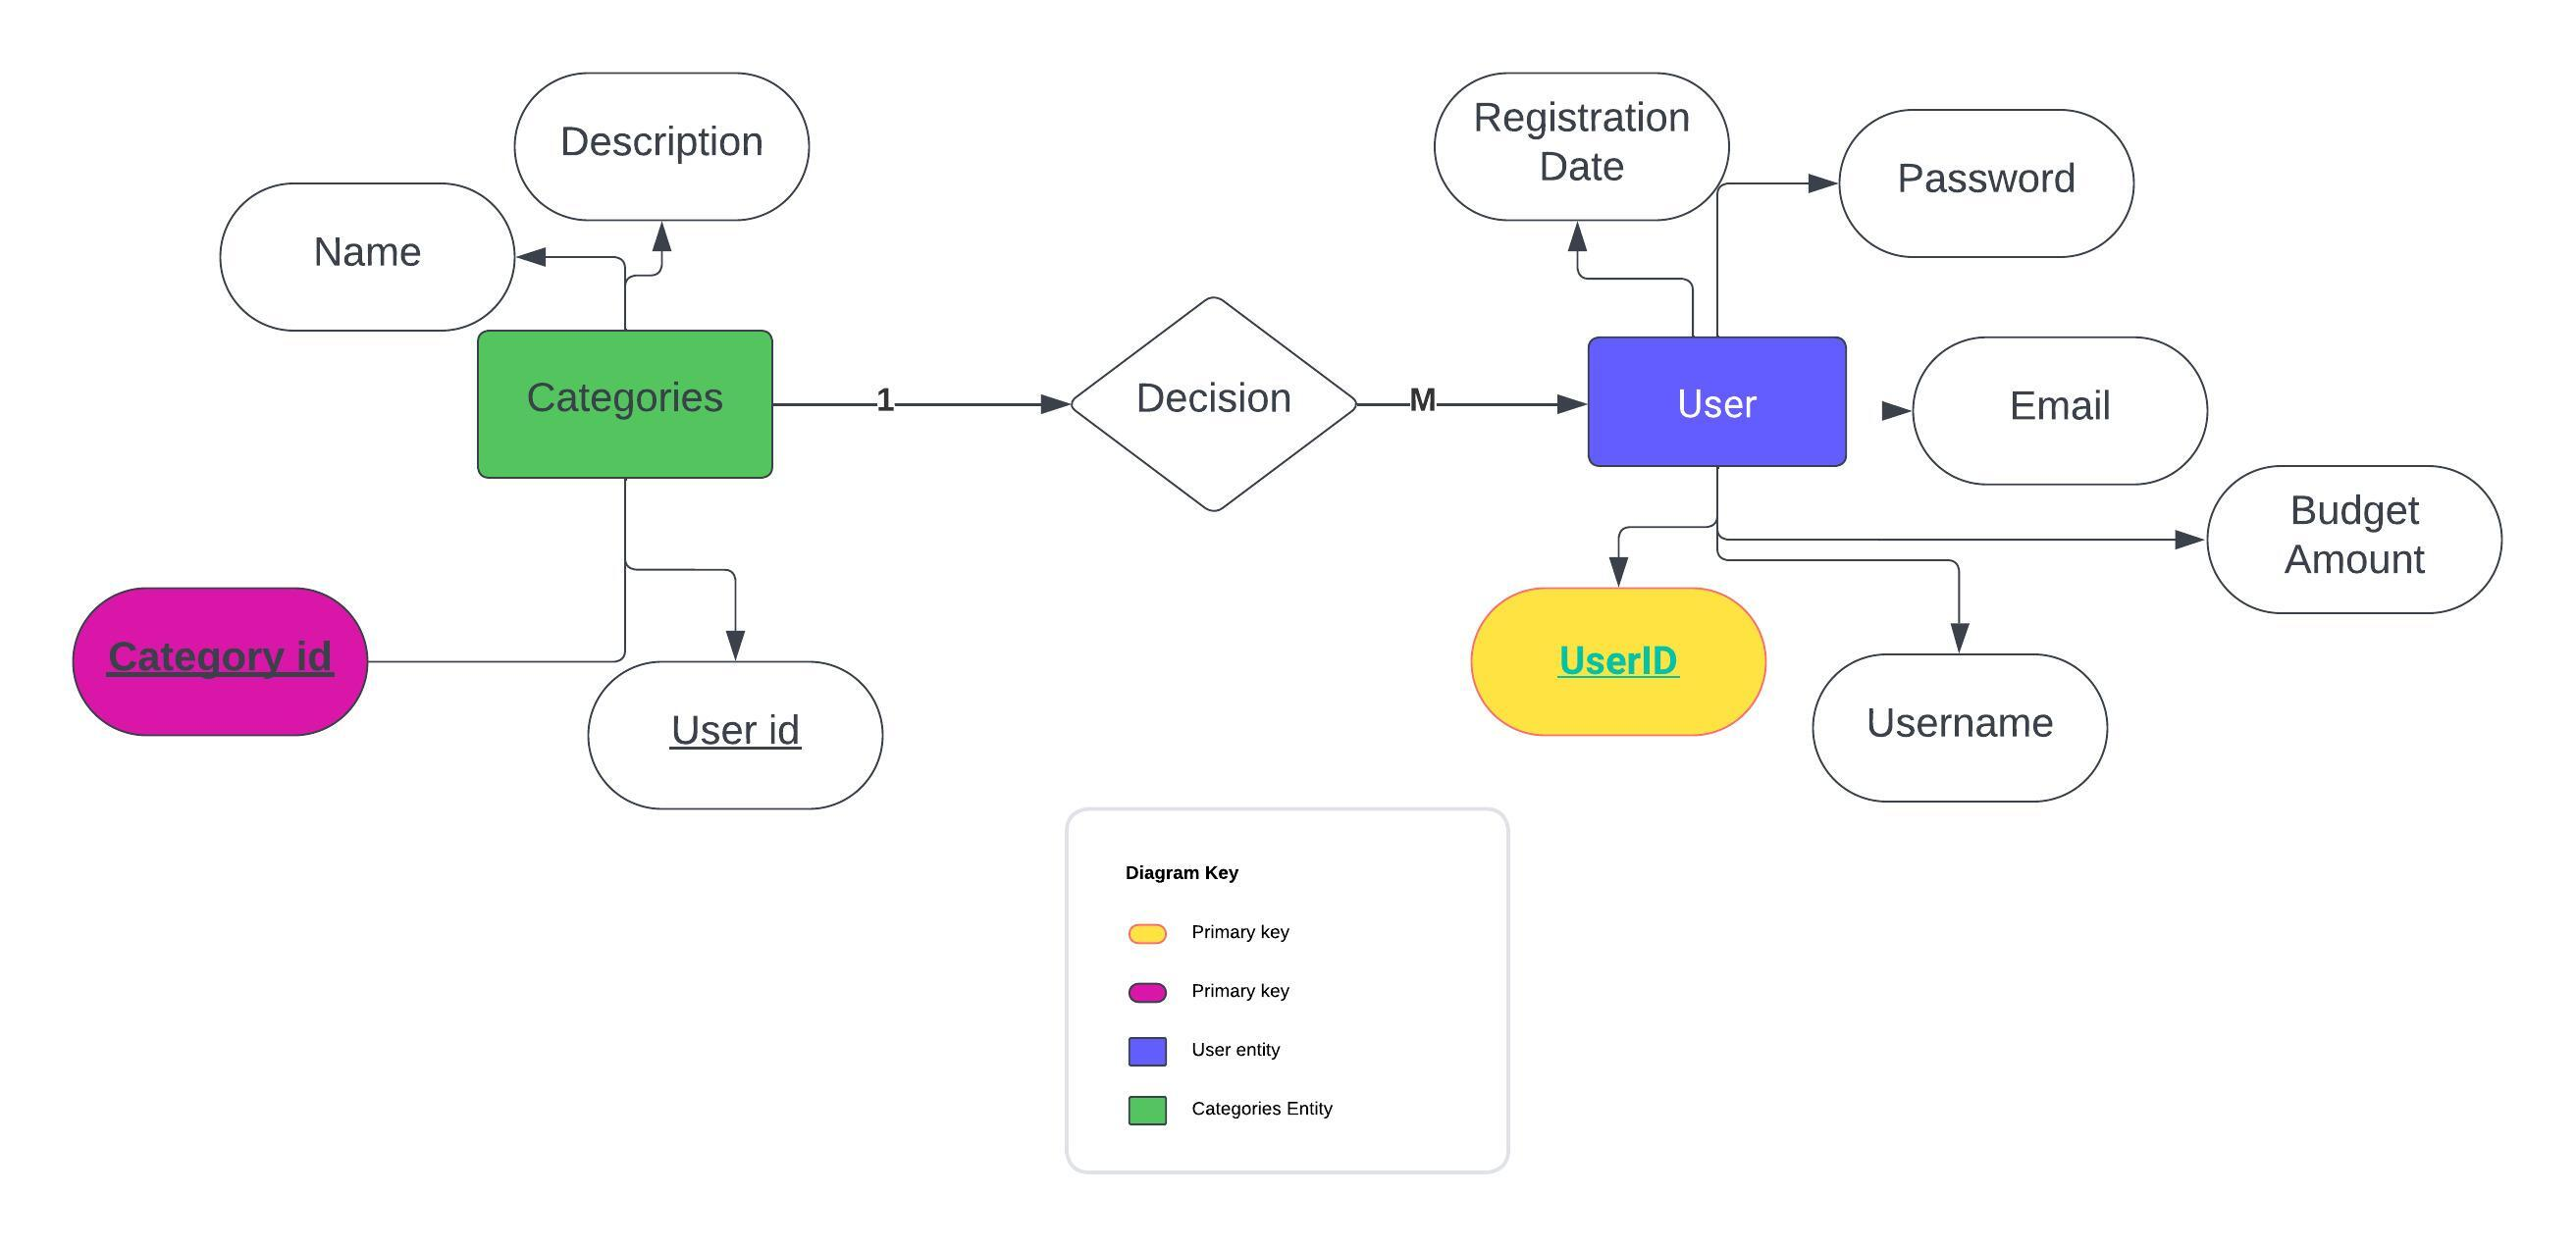 Description
Registration
Date
Password
Name
Categories
1
Decision
M
User
Email
Budget
Amount
Category id
User id
UserID
Username
Diagram Key
Primary key
Primary key
User entity
Categories Entity